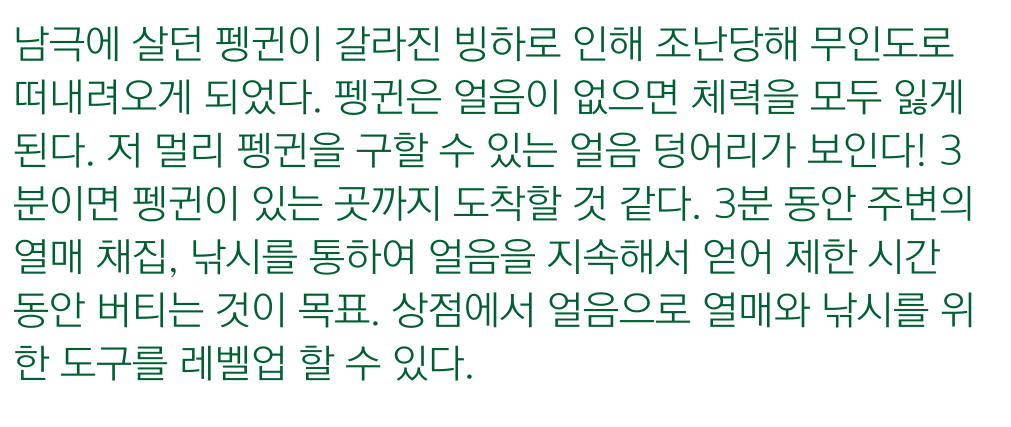 남극에 살던 펭귄이 갈라진 빙하로 인해 조난당해 무인도로
떠내려오게 되었다. 펭귄은 얼음이 없으면 체력을 모두 잃게
된다. 저 멀리 펭귄을 구할 수 있는 얼음 덩어리가 보인다! 3
분이면 펭귄이 있는 곳까지 도착할 것 같다. 3분 동안 주변의
열매 채집, 낚시를 통하여 얼음을 지속해서 얻어 제한 시간
동안 버티는 것이 목표. 상점에서 얼음으로 열매와 낚시를 위
한 도구를 레벨업 할 수 있다.